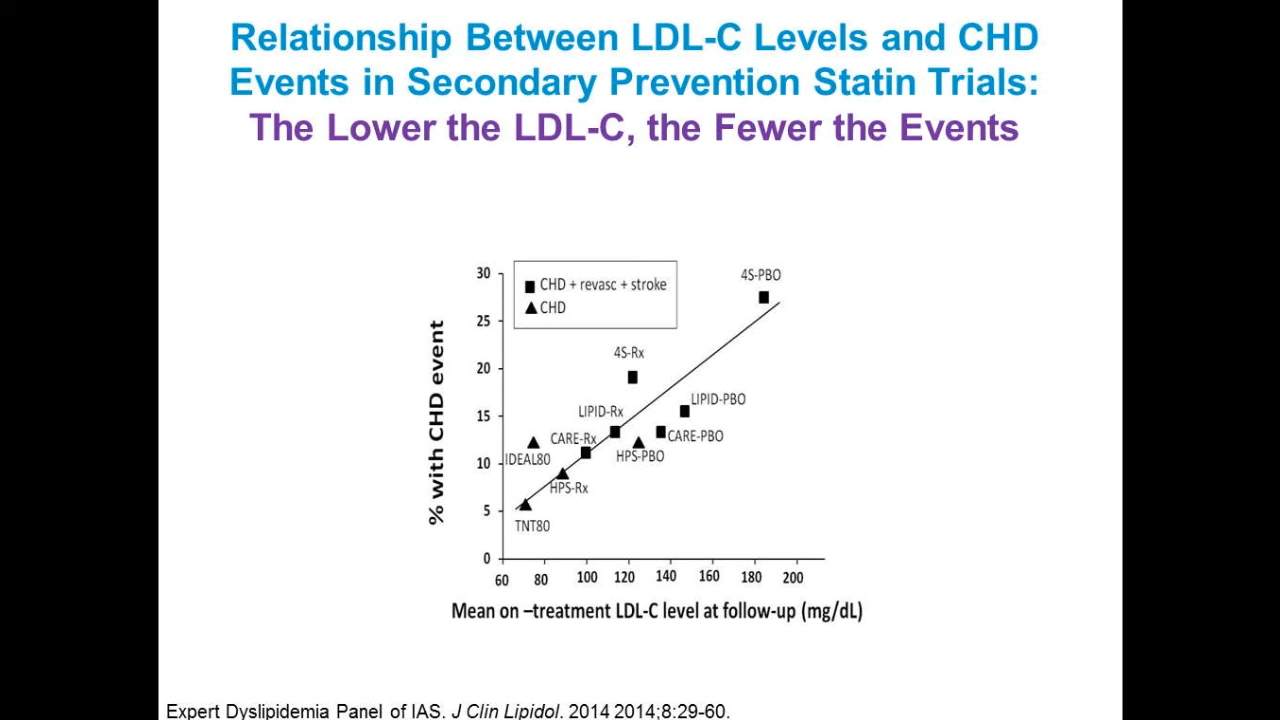 Relationship Between LDL-C Levels and CHD
Events in Secondary Prevention Statin Trials:
The Lower the LDL-C, the Fewer the Events
30
25
20
15
10
5
0
% with CHD event
CHD + revasc + stroke
CHD
4S-PBO
4S-Rx
LIPID-Rx
LIPID-PBO
CARE-Rx
CARE-PBO
IDEAL80
HPS-PBO
HPS-Rx
TNT80
60 80 100 120 140 160 180 200
Mean on –treatment LDL-C level at follow-up (mg/dL)
Expert Dyslipidemia Panel of IAS. J Clin Lipidol. 2014 2014;8:29-60.